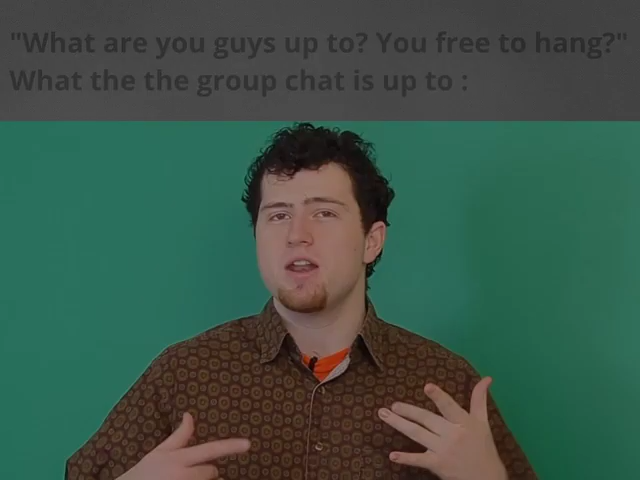 "What are you guys up to? You free to hang?"
What the the group chat is up to :